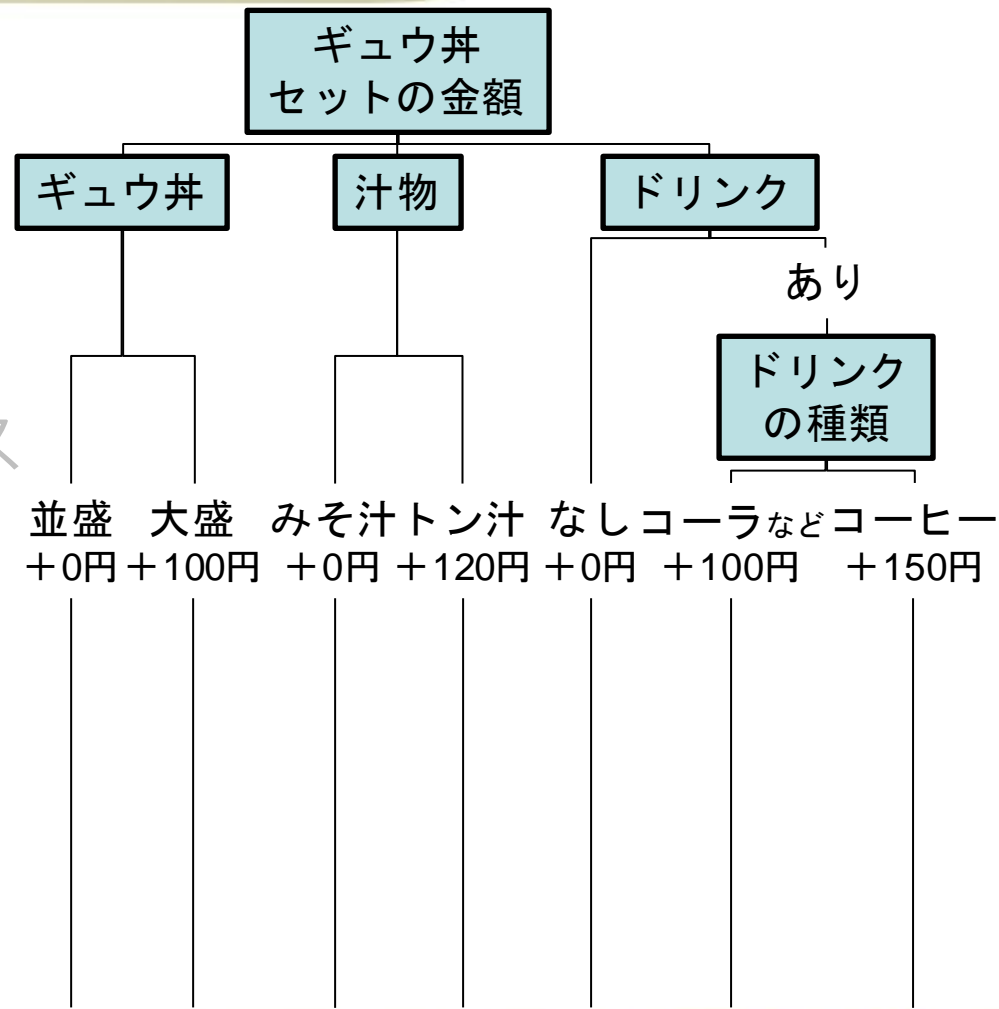 ギュウ丼
セットの金額
ギュウ丼
汁物
ドリンク
あり
ドリンク
の種類
並盛 大盛 みそ汁 トン汁 なし コーラなど コーヒー
＋0円 ＋100円 ＋0円 ＋120円 ＋0円 ＋100円 ＋150円